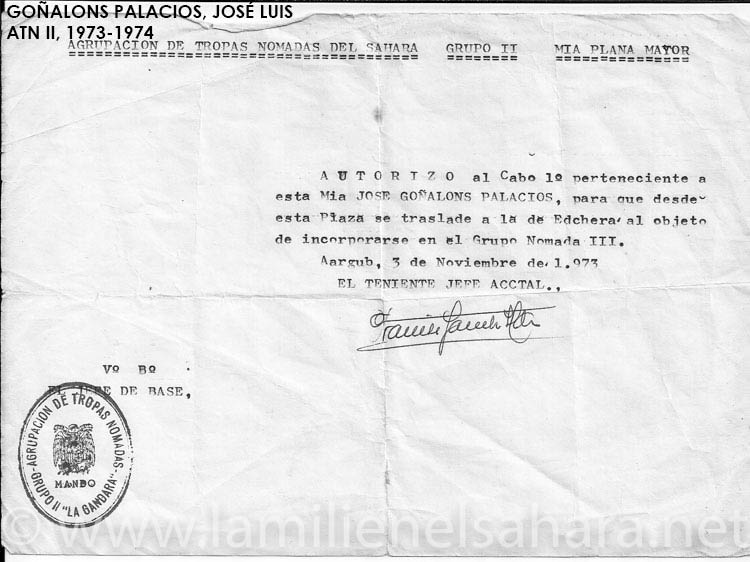 GOÑALONS PALACIOS, JOSÉ LUIS
ATN II, 1973-1974
AGRUPACION DE TROPAS NOMADAS DEL SAHARA GRUPO II MIA PLANA MAYOR
A U T O R I Z O al Cabo 1º perteneciente a
esta Mia JOSE GOÑALONS PALACIOS, para que desde
esta Plaza se traslade a la de Edchera al objeto
de incorporarse en el Grupo Nomada III.
Aargub, 3 de Noviembre de 1.973
EL TENIENTE JEFE ACCTAL.,
Vº Bº
EL JEFE DE BASE,
AGRUPACION DE TROPAS NOMADAS
MANDO
GRUPO II "LA GANDARA"
© www.lamilienelsahara.net